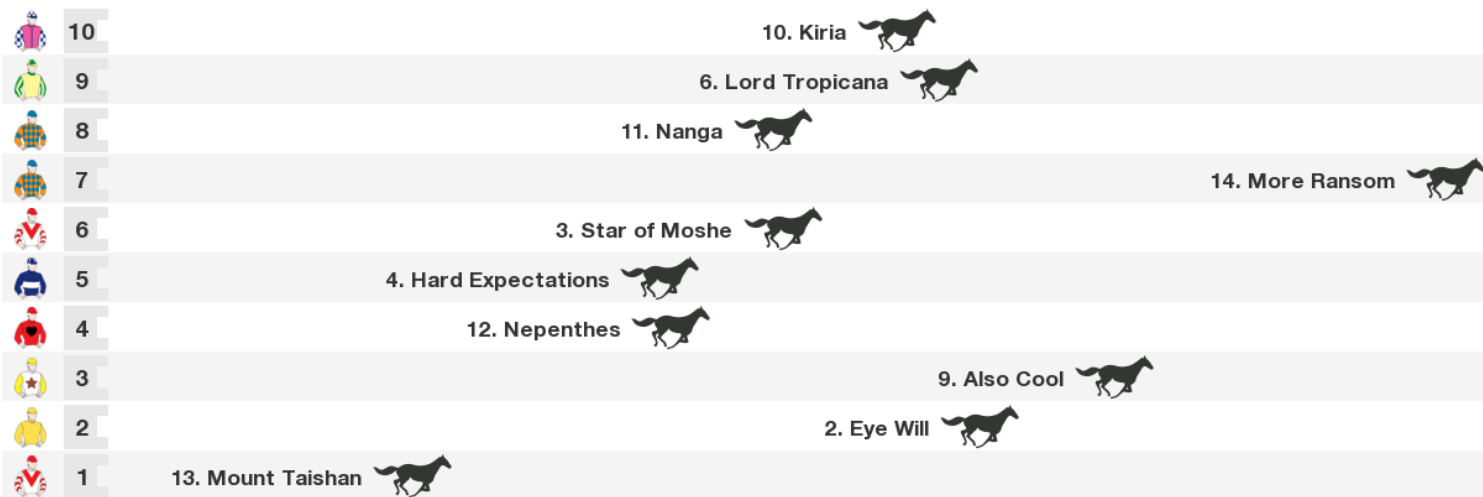 10 10. Kiria
9 6. Lord Tropicana
8 11. Nanga
7 14. More Ransom
6 3. Star of Moshe
5 4. Hard Expectations
4 12. Nepenthes
3 9. Also Cool
2 2. Eye Will
1 13. Mount Taishan